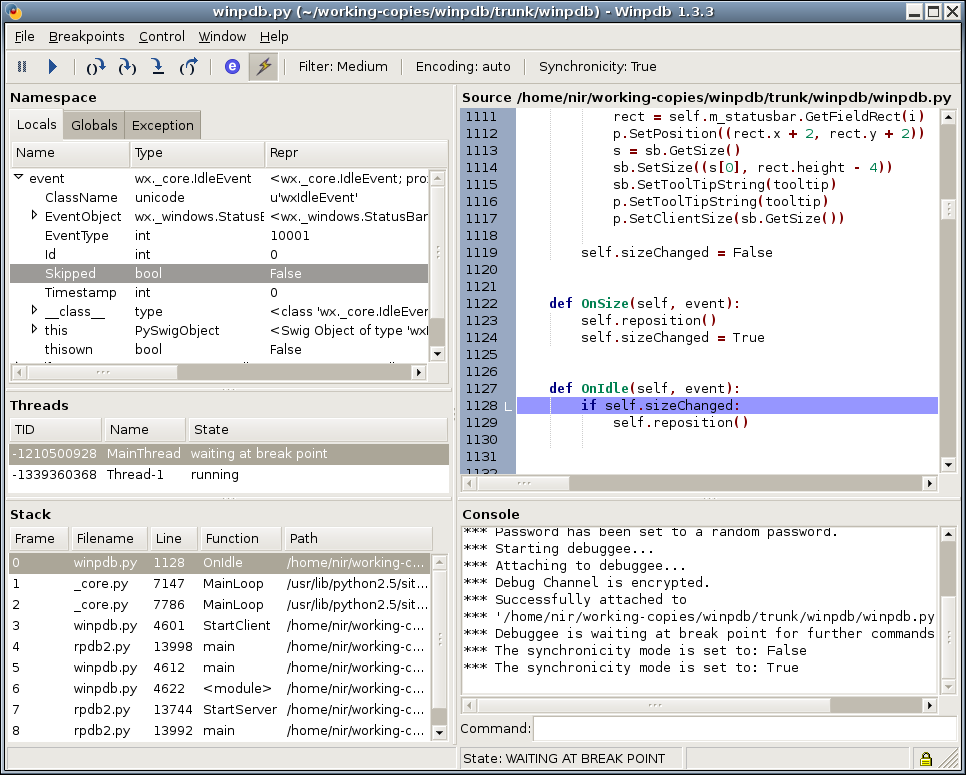 winpdb.py (~/working-copies/winpdb/trunk/winpdb) - Winpdb 1.3.3
File Breakpoints Control Window Help
e Filter: Medium Encoding: auto Synchronicity: True
Namespace
Locals Globals Exception
Name Type Repr
event wx._core.IdleEvent <wx._core.IdleEvent; pro
ClassName unicode u'wxIdleEvent'
EventObject wx._windows.StatusE <wx._windows.StatusBar
EventType int 10001
Id int 0
Skipped bool False
Timestamp int 0
__class__ type <class 'wx._core.IdleEver
this PySwigObject <Swig Object of type 'wxI
thisown bool False
Threads
TID Name State
-1210500928 MainThread waiting at break point
-1339360368 Thread-1 running
Stack
Frame Filename Line Function Path
0 winpdb.py 1128 OnIdle /home/nir/working-c...
1 _core.py 7147 MainLoop /usr/lib/python2.5/sit...
2 _core.py 7786 MainLoop /usr/lib/python2.5/sit...
3 winpdb.py 4601 StartClient /home/nir/working-c...
4 rpdb2.py 13998 main /home/nir/working-c...
5 winpdb.py 4612 main /home/nir/working-c...
6 winpdb.py 4622 <module> /home/nir/working-c...
7 rpdb2.py 13744 StartServer /home/nir/working-c...
8 rpdb2.py 13992 main /home/nir/working-c...
Source /home/nir/working-copies/winpdb/trunk/winpdb/winpdb.py
1111 rect = self.m_statusbar.GetFieldRect(i)
1112 p.SetPosition((rect.x + 2, rect.y + 2))
1113 s = sb.GetSize()
1114 sb.SetSize((s[0], rect.height - 4))
1115 sb.SetToolTipString(tooltip)
1116 p.SetToolTipString(tooltip)
1117 p.SetClientSize(sb.GetSize())
1118
1119 self.sizeChanged = False
1120
1121
1122 def OnSize(self, event):
1123 self.reposition()
1124 self.sizeChanged = True
1125
1126
1127 def OnIdle(self, event):
1128 if self.sizeChanged:
1129 self.reposition()
1130
1131
1132
Console
*** Password has been set to a random password.
*** Starting debuggee...
*** Attaching to debuggee...
*** Debug Channel is encrypted.
*** Successfully attached to
*** '/home/nir/working-copies/winpdb/trunk/winpdb/winpdb.py
*** Debuggee is waiting at break point for further commands
*** The synchronicity mode is set to: False
*** The synchronicity mode is set to: True
Command:
State: WAITING AT BREAK POINT